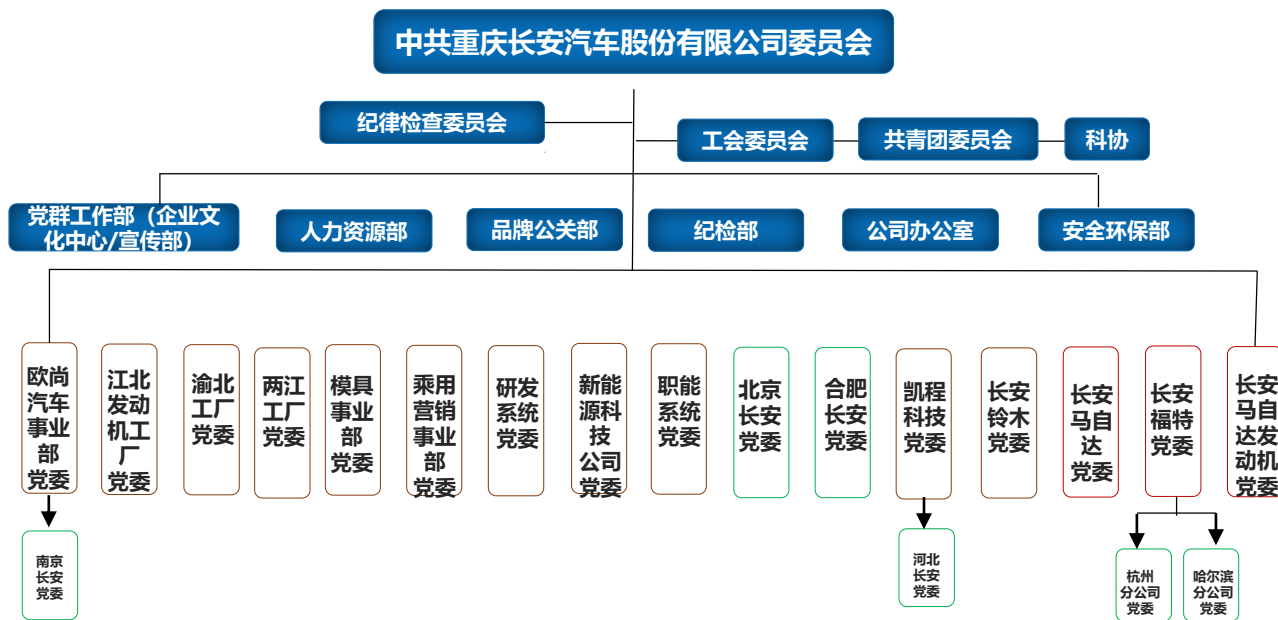 中共重庆长安汽车股份有限公司委员会
纪律检查委员会
工会委员会
共青团委员会
科协
党群工作部（企业文
化中心/宣传部）
人力资源部
品牌公关部
纪检部
公司办公室
安全环保部
欧尚
汽车
事业
部
党委
江北
发动
机工
厂
党委
渝北
工厂
党委
两江
工厂
党委
模具
事业
部
党委
乘用
营销
事业
部
党委
研发
系统
党委
新能
源科
技
公司
党委
职能
系统
党委
北京
长安
党委
合肥
长安
党委
凯程
科技
党委
长安
铃木
党委
长安
马自
达
党委
长安
福特
党委
长安
马自
达发
动机
党委
南京
长安
党委
河北
长安
党委
杭州
分公司
党委
哈尔滨
分公司
党委